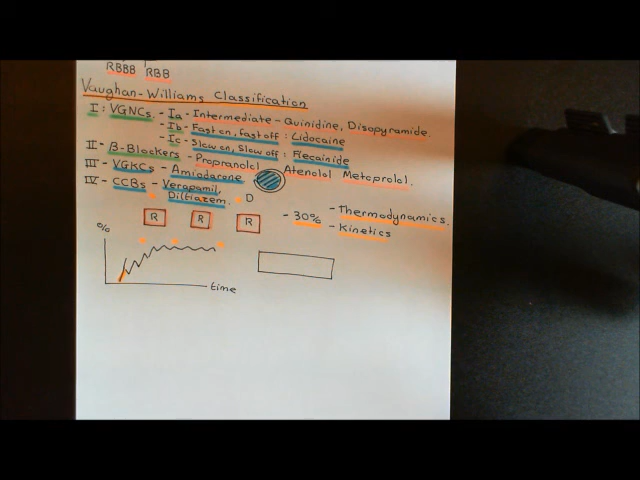 RBBB RBB
Vaughan-Williams Classification
I : VGNCs. - Ia - Intermediate - Quinidine, Disopyramide.
- Ib - Fast on, fast off : Lidocaine
- Ic - Slow on, Slow off : Flecainide
II - β-Blockers - Propranolol Atenolol Metoprolol.
III - VGKCs - Amiodarone
IV - CCBs - Verapamil,
Diltiazem. D
R R R - 30% - Thermodynamics.
- Kinetics
%
time